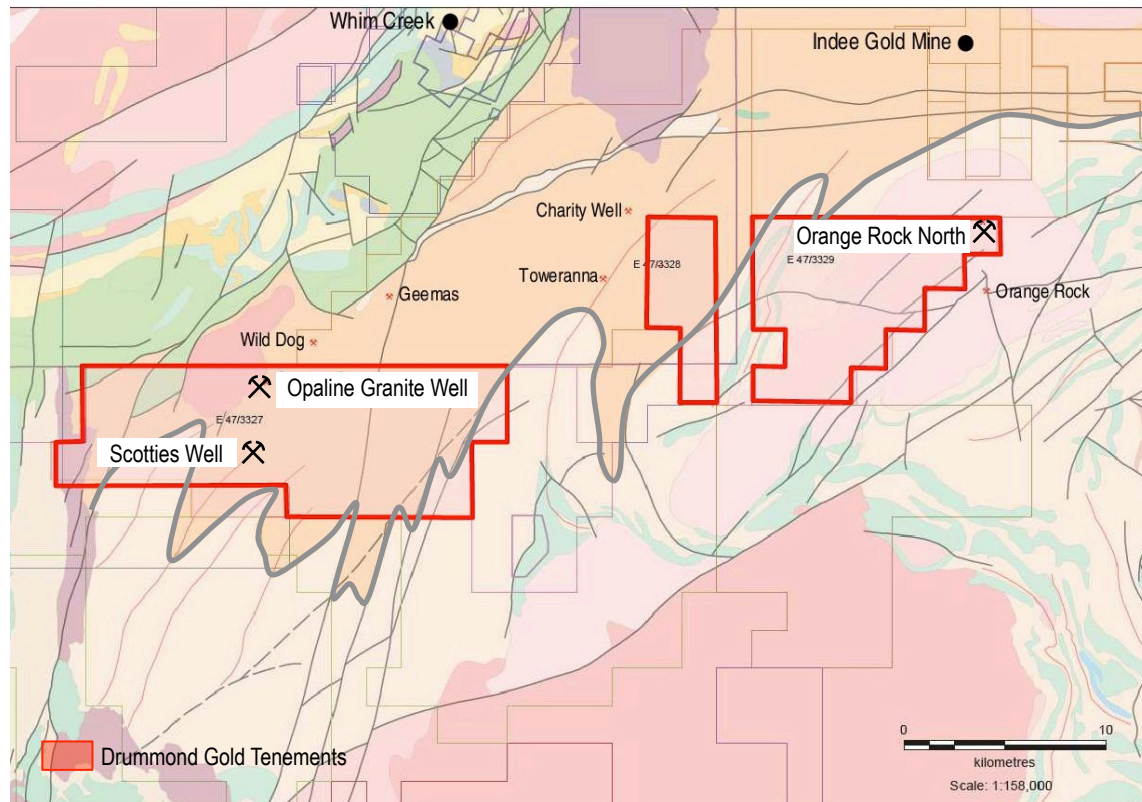 Whim Creek
Indee Gold Mine
Charity Well
Orange Rock North
E 47/3328
E 47/3329
Toweranna
Geemas
Orange Rock
Wild Dog
Opaline Granite Well
E 47/3327
Scotties Well
Drummond Gold Tenements
0 10
kilometres
Scale: 1:158,000